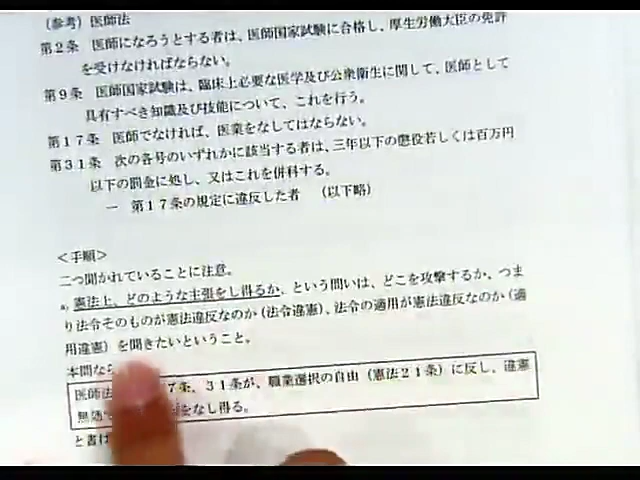 (参考)医師法
第2条 医師になろうとする者は、医師国家試験に合格し、厚生労働大臣の免許
を受けなければならない。
第9条 医師国家試験は、臨床上必要な医学及び公衆衛生に関して、医師として
具有すべき知識及び技能について、これを行う。
第17条 医師でなければ、医業をなしてはならない。
第31条 次の各号のいずれかに該当する者は、三年以下の懲役若しくは百万円
以下の罰金に処し、又はこれを併科する。
一 第17条の規定に違反した者 (以下略)
<手順>
二つ聞かれていることに注意。
a)憲法上、どのような主張をし得るか、という問いは、どこを攻撃するか、つま
り法令そのものが憲法違反なのか(法令違憲)、法令の適用が憲法違反なのか(適
用違憲)を聞きたいということ。
本問なら
医師法 7条、31条が、職業選択の自由(憲法21条)に反し、違憲
無効 をなし得る。
と書け